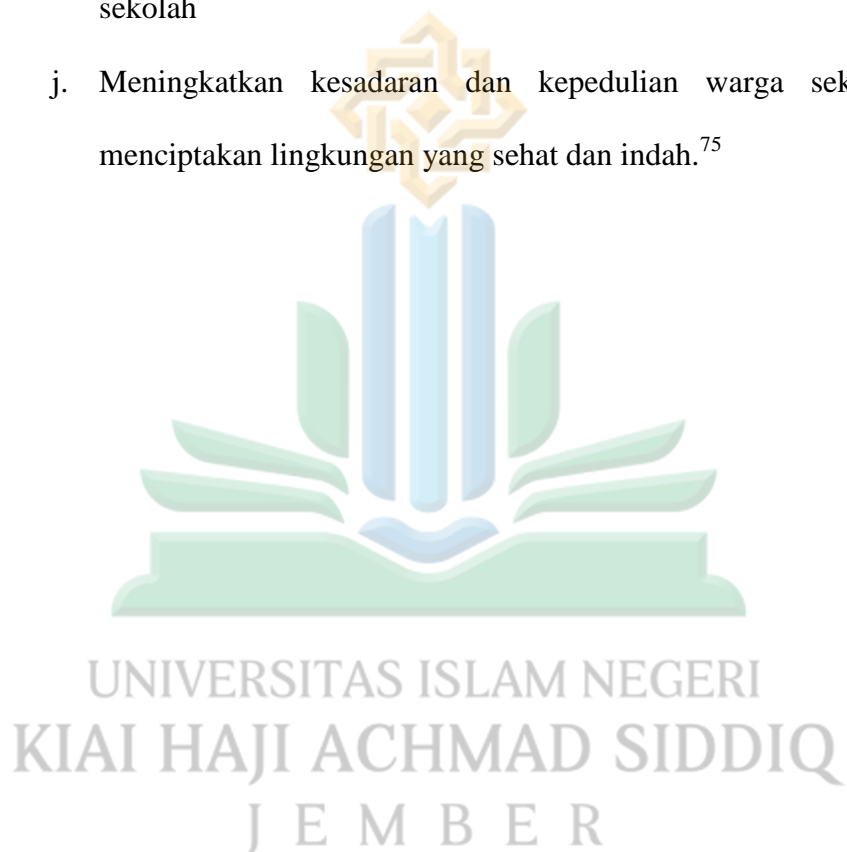 sekolah
j. Meningkatkan kesadaran dan kepedulian warga
menciptakan lingkungan yang sehat dan indah.75
UNIVERSITAS ISLAM NEGERI
KIAI HAJI ACHMAD SIDDIQ
JEMBER